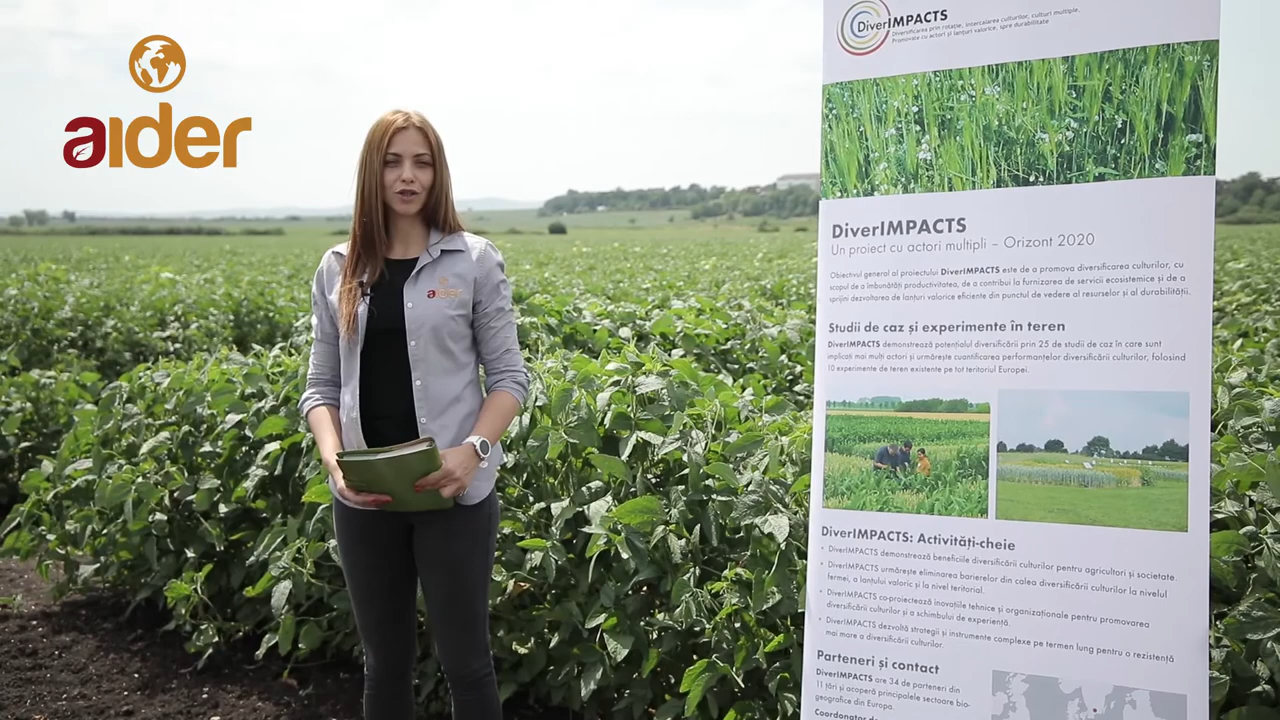 aider
aider
DiverIMPACTS
Diversificarea prin rotație, intercalarea culturilor, culturi multiple,
Promovate cu actori și lanțuri valorice, spre durabilitate
DiverIMPACTS
Un proiect cu actori multipli – Orizont 2020
Obiectivul general al proiectului DiverIMPACTS este de a promova diversificarea culturilor, cu
scopul de a îmbunăți productivitatea, de a contribui la furnizarea de servicii ecosistemice și de a
sprijini dezvoltarea de lanțuri valorice eficiente din punctul de vedere al resurselor și al durabilității.
Studii de caz și experimente în teren
DiverIMPACTS demonstrează potențialul diversificării prin 25 de studii de caz în care sunt
implicați mai mulți actori și urmărește cuantificarea performanțelor diversificării culturilor, folosind
10 experimente de teren existente pe tot teritoriul Europei.
DiverIMPACTS: Activități-cheie
• DiverIMPACTS demonstrează beneficiile diversificării culturilor pentru agricultori și societate.
• DiverIMPACTS urmărește eliminarea barierelor din calea diversificării culturilor la nivelul
fermei, a lanțului valoric și la nivel teritorial.
• DiverIMPACTS co-proiectează inovațiile tehnice și organizaționale pentru promovarea
diversificării culturilor și a schimbului de experiență.
• DiverIMPACTS dezvoltă strategii și instrumente complexe pe termen lung pentru o rezistență
mai mare a diversificării culturilor.
Parteneri și contact
DiverIMPACTS are 34 de parteneri din
11 țări și acoperă principalele sectoare bio-
geografice din Europa.
Coordonator de